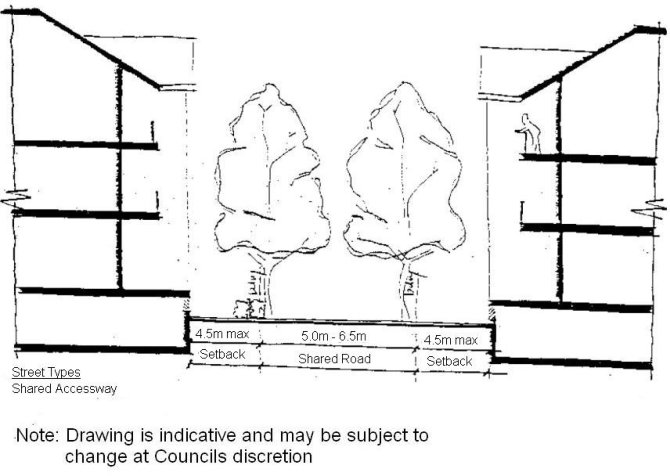 4.5m max
5.0m - 6.5m
4.5m max
Setback
Shared Road
Setback
Street Types
Shared Accessway
Note: Drawing is indicative and may be subject to
change at Councils discretion